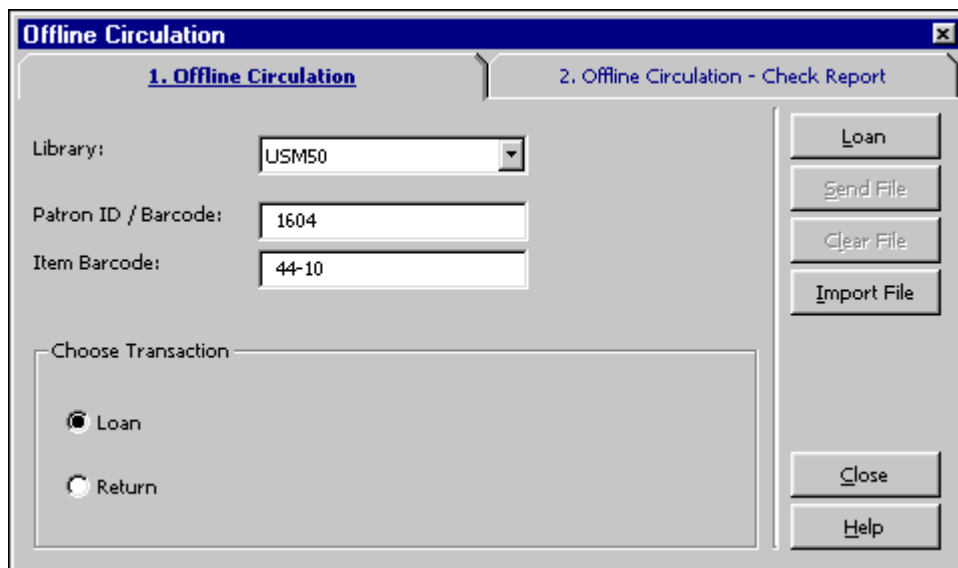 Offline Circulation
1. Offline Circulation
2. Offline Circulation - Check Report
Library:
USM50
Patron ID / Barcode:
1604
Item Barcode:
44-10
Choose Transaction
Loan
Return
Loan
Send File
Clear File
Import File
Close
Help